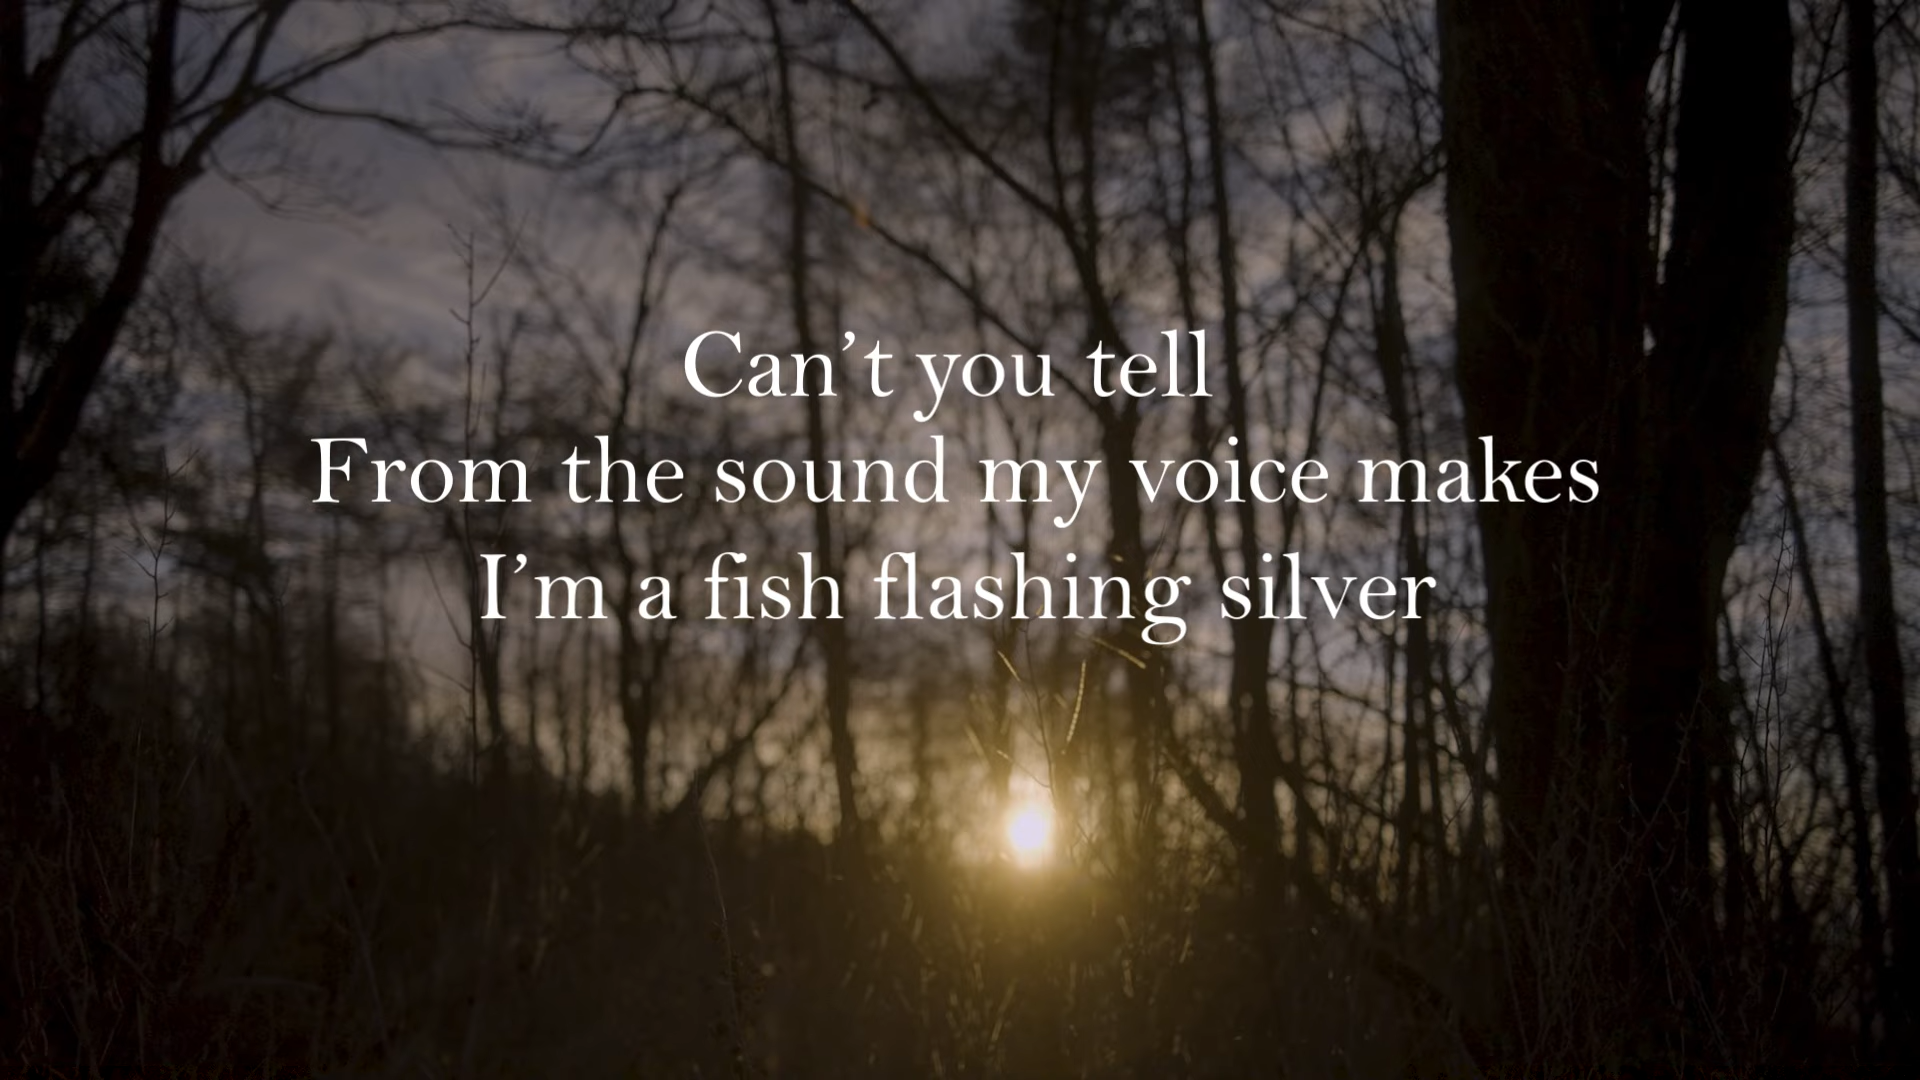 Can’t you tell
From the sound my voice makes
I’m a fish flashing silver